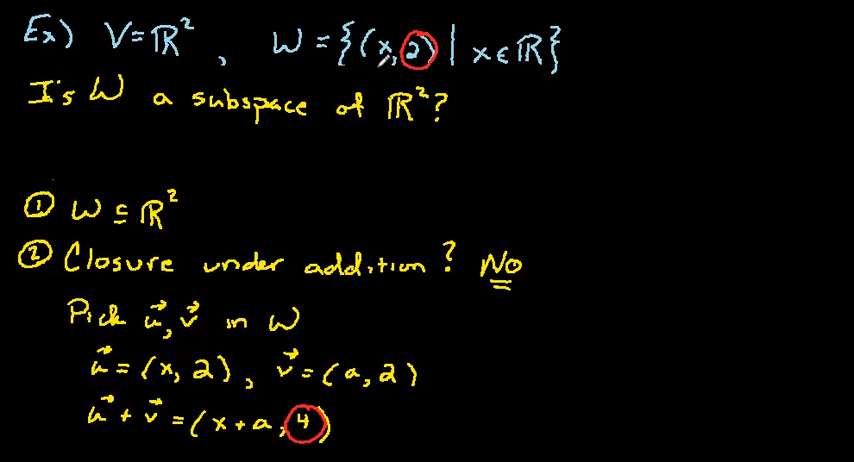 Ex) V = ℝ², W = {(x, 2) | x ∈ ℝ}
Is W a subspace of ℝ²?
① W ⊆ ℝ²
② Closure under addition? No
Pick u⃗, v⃗ in W
u⃗ = (x, 2), v⃗ = (a, 2)
u⃗ + v⃗ = (x + a, 4)